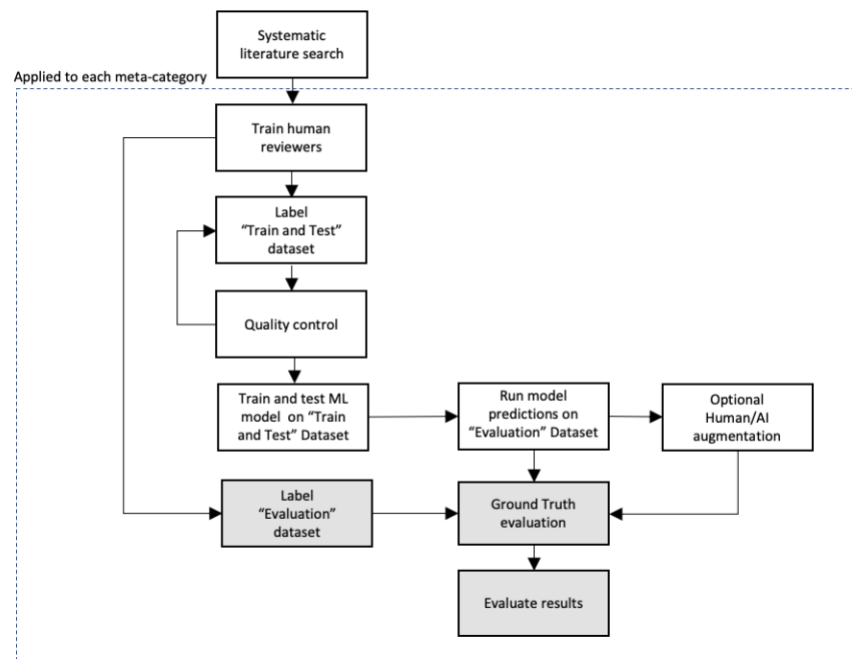 Systematic
literature search
Applied to each meta-category
Train human
reviewers
Label
“Train and Test”
dataset
Quality control
Train and test ML
model on “Train
and Test” Dataset
Run model
predictions on
“Evaluation” Dataset
Optional
Human/AI
augmentation
Label
“Evaluation”
dataset
Ground Truth
evaluation
Evaluate results